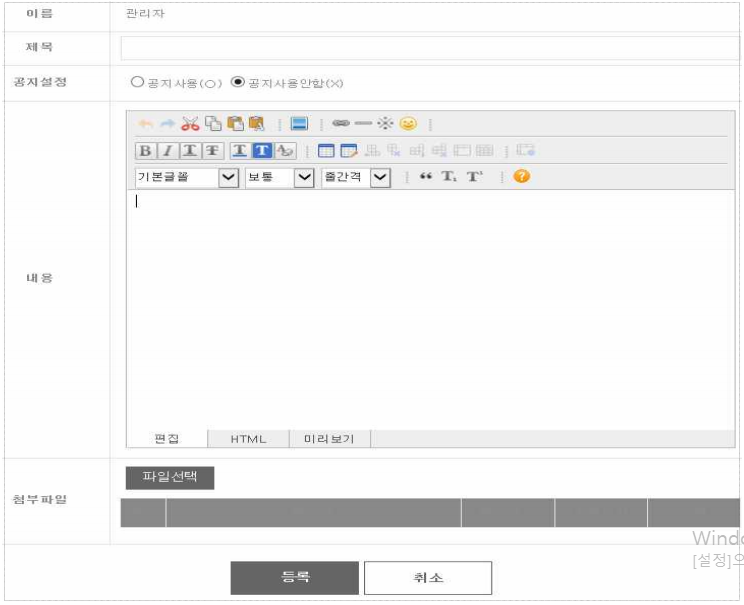 이름 관리자
제목
공지설정 공지사용(O) 공지사용안함(X)
B I T T T T
기본글꼴 보통 줄간격 “ T₁ T¹ ?
내용
편집 HTML 미리보기
파일선택
첨부파일
Windo
[설정]으
등록 취소